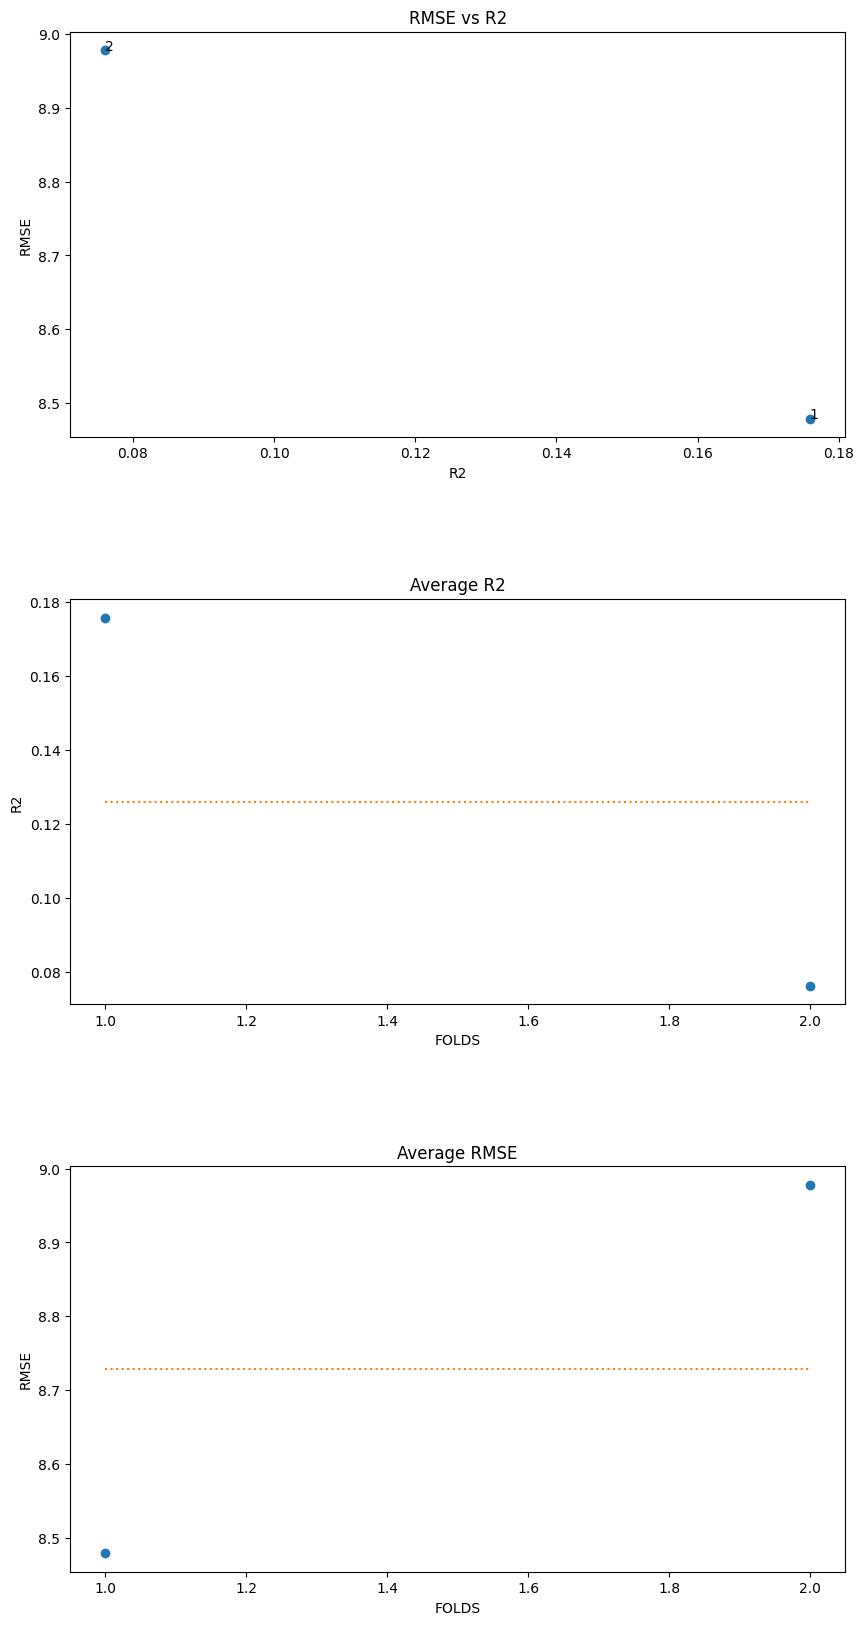 RMSE vs R2
9.0
2
8.9
8.8
8.7
8.6
8.5
1
RMSE
0.08 0.10 0.12 0.14 0.16 0.18
R2
Average R2
0.18
0.16
0.14
0.12
0.10
0.08
R2
1.0 1.2 1.4 1.6 1.8 2.0
FOLDS
Average RMSE
9.0
8.9
8.8
8.7
8.6
8.5
RMSE
1.0 1.2 1.4 1.6 1.8 2.0
FOLDS